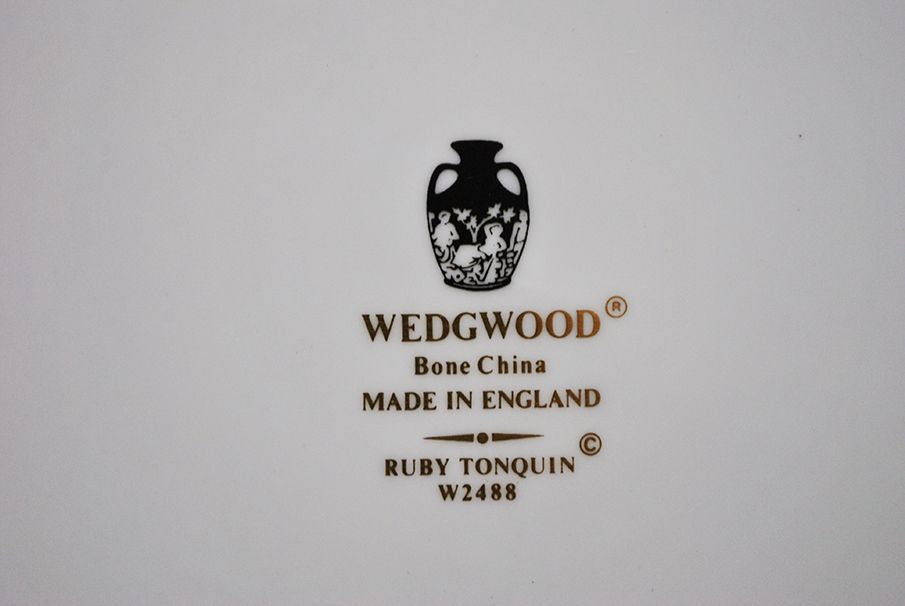 WEDGWOOD®
Bone China
MADE IN ENGLAND
RUBY TONQUIN©
W2488